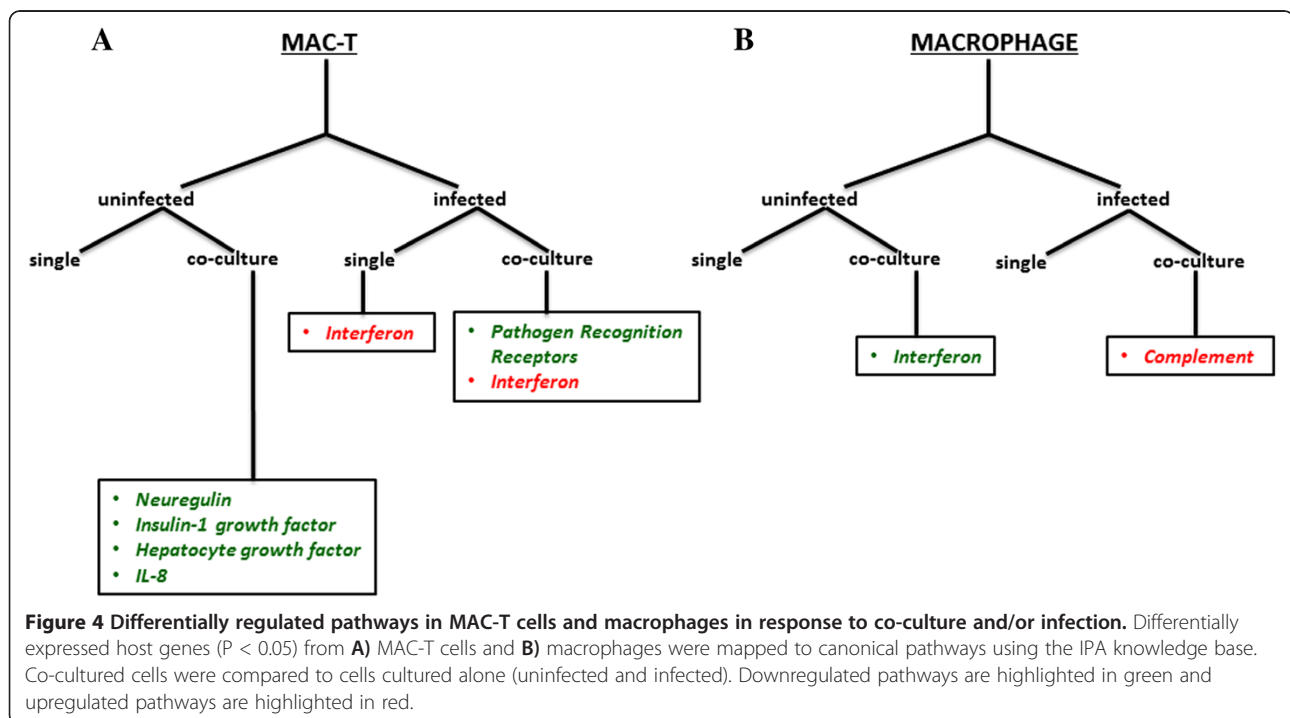 A
MAC-T
B
MACROPHAGE
uninfected
infected
uninfected
infected
single
co-culture
single
co-culture
single
co-culture
single
co-culture
• Interferon
• Pathogen Recognition
Receptors
• Interferon
• Interferon
• Complement
• Neuregulin
• Insulin-1 growth factor
• Hepatocyte growth factor
• IL-8
Figure 4 Differentially regulated pathways in MAC-T cells and macrophages in response to co-culture and/or infection. Differentially
expressed host genes (P < 0.05) from A) MAC-T cells and B) macrophages were mapped to canonical pathways using the IPA knowledge base.
Co-cultured cells were compared to cells cultured alone (uninfected and infected). Downregulated pathways are highlighted in green and
upregulated pathways are highlighted in red.